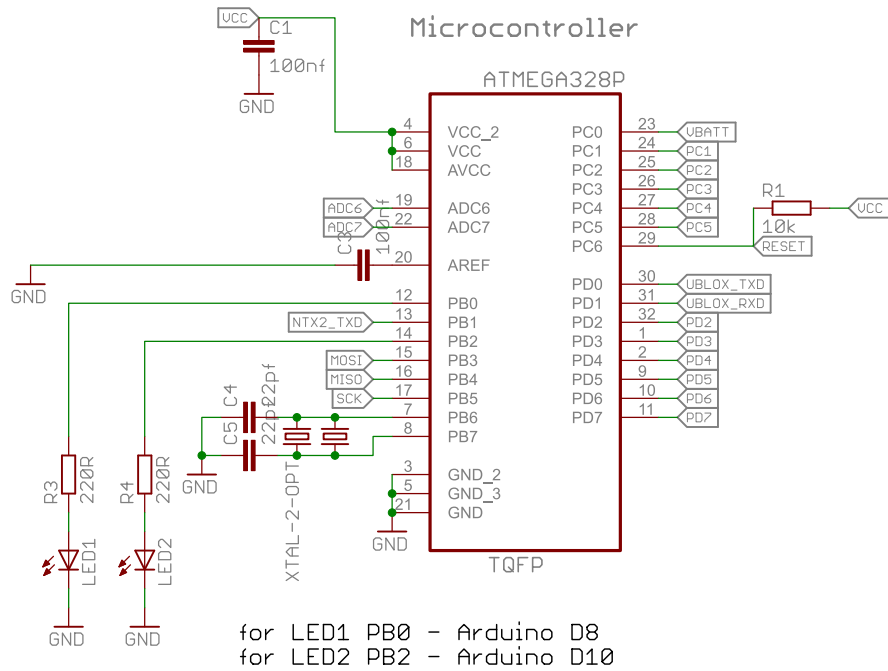 Microcontroller
VCC
C1
100nf
GND
ATMEGA328P
4 VCC_2
6 VCC
18 AVCC
ADC6 19 ADC6
ADC7 22 ADC7
C3 100nf
20 AREF
GND
12 PB0
NTX2_TXD 13 PB1
14 PB2
MOSI 15 PB3
MISO 16 PB4
SCK 17 PB5
7 PB6
8 PB7
C4 22pf
C5 22pf
GND
XTAL-2-OPT
3 GND_2
5 GND_3
21 GND
GND
PC0 23 VBATT
PC1 24 PC1
PC2 25 PC2
PC3 26 PC3
PC4 27 PC4
PC5 28 PC5
PC6 29 RESET
R1
10k
VCC
PD0 30 UBLOX_TXD
PD1 31 UBLOX_RXD
PD2 32 PD2
PD3 1 PD3
PD4 2 PD4
PD5 9 PD5
PD6 10 PD6
PD7 11 PD7
R3 220R
R4 220R
LED1
LED2
GND
GND
TQFP
for LED1 PB0 - Arduino D8
for LED2 PB2 - Arduino D10